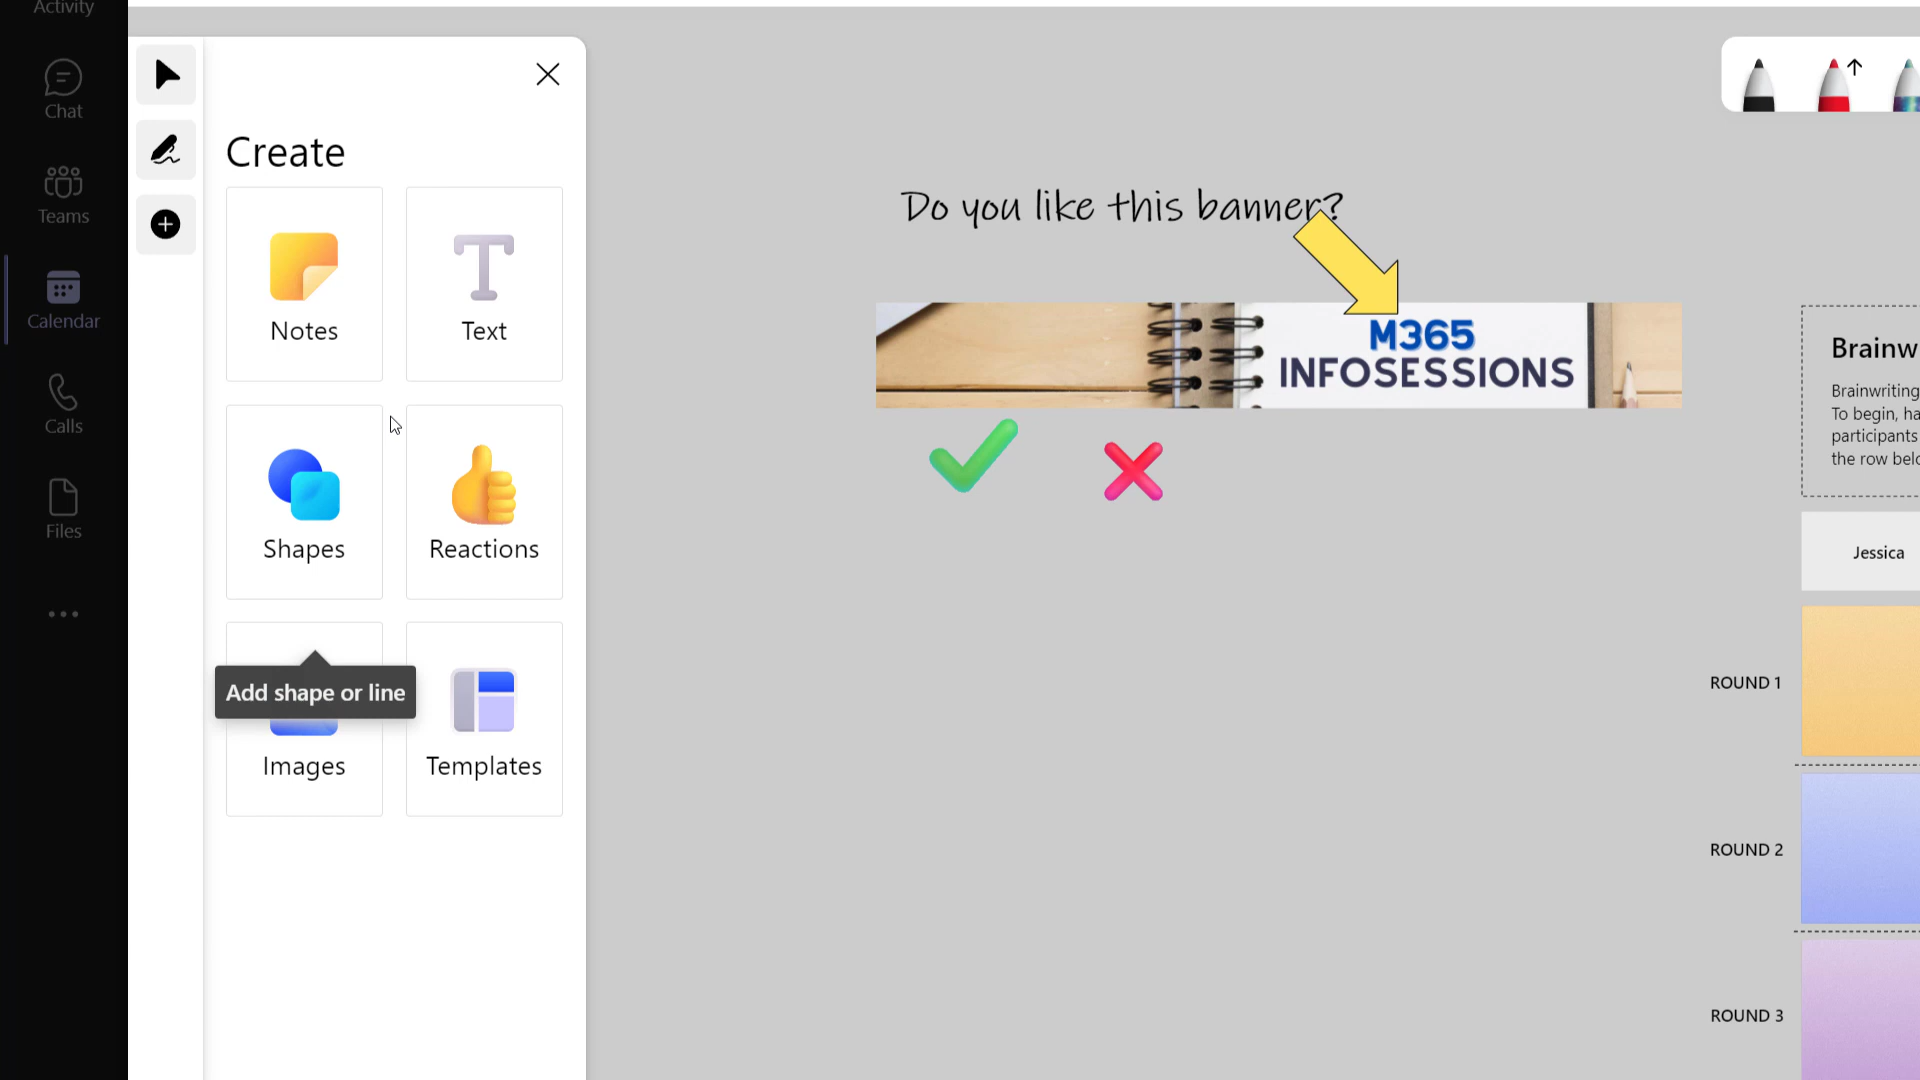 Activity
Chat
Teams
Calendar
Calls
Files
Create
Notes
Text
Shapes
Reactions
Add shape or line
Images
Templates
Do you like this banner?
M365
INFOSESSIONS
Brainw
Brainwriting
To begin, ha
participants
the row belo
Jessica
ROUND 1
ROUND 2
ROUND 3